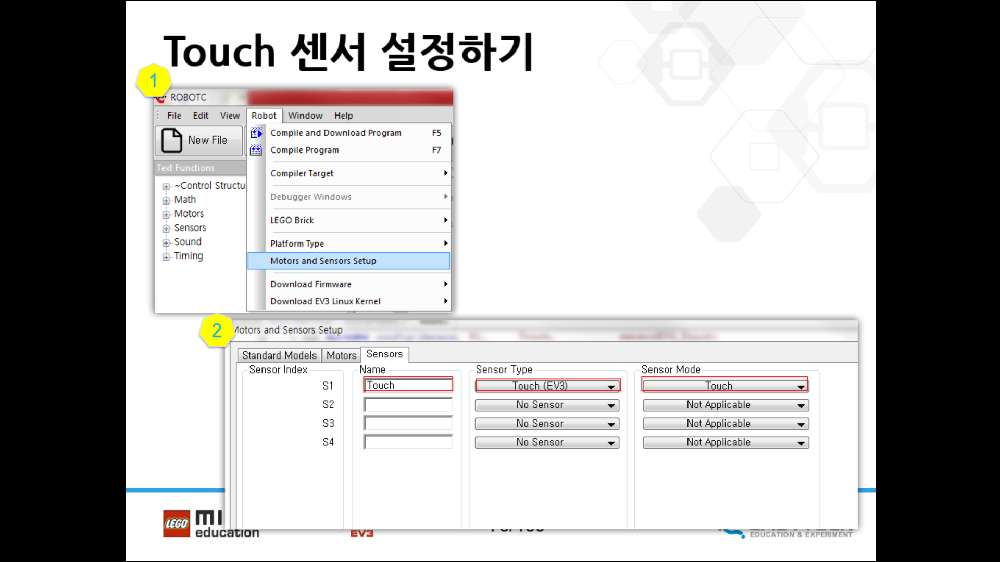 Touch 센서 설정하기
1
ROBOTC
File Edit View Robot Window Help
New File
Compile and Download Program F5
Compile Program F7
Text Functions
Compiler Target
~Control Structu
Math
Debugger Windows
Motors
LEGO Brick
Sensors
Sound
Platform Type
Timing
Motors and Sensors Setup
Download Firmware
Download EV3 Linux Kernel
2
Motors and Sensors Setup
Standard Models Motors Sensors
Sensor Index Name Sensor Type Sensor Mode
S1 Touch Touch (EV3) Touch
S2 No Sensor Not Applicable
S3 No Sensor Not Applicable
S4 No Sensor Not Applicable
LEGO
education
EV3
EDUCATION & EXPERIMENT